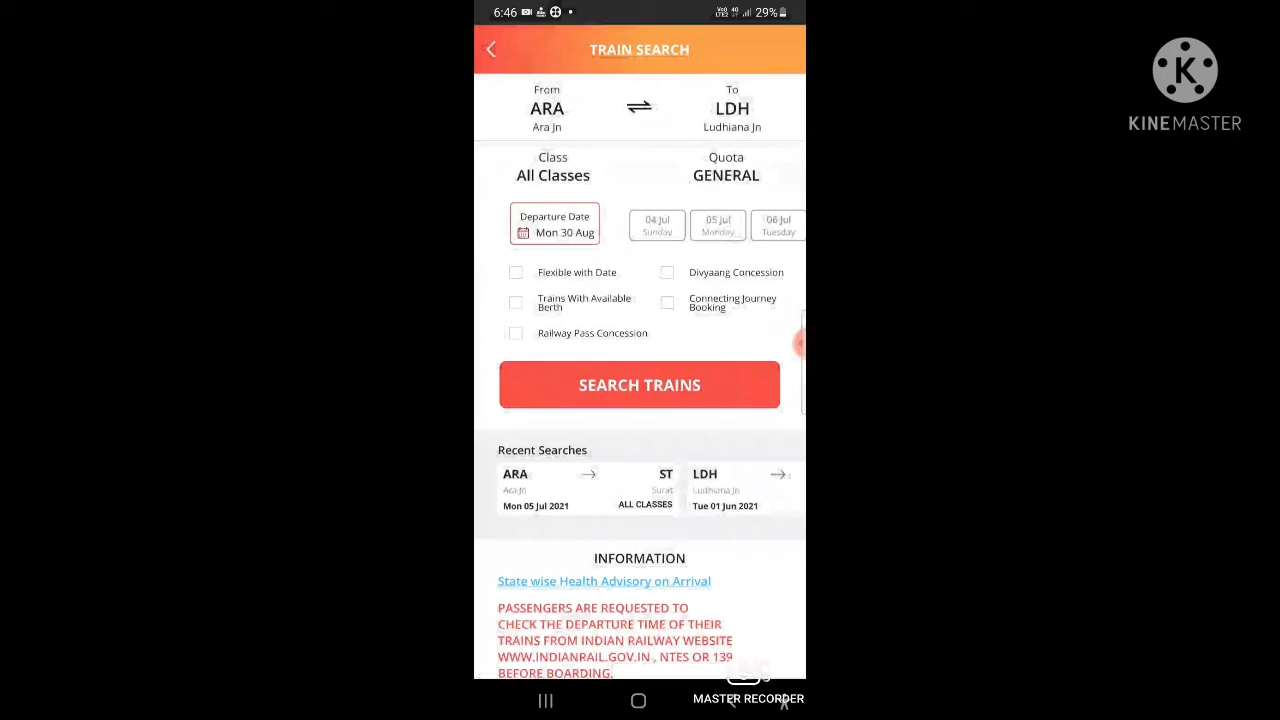 6:46
29%
TRAIN SEARCH
From
To
ARA
LDH
Ara Jn
Ludhiana Jn
Class
Quota
All Classes
GENERAL
Departure Date
Mon 30 Aug
04 Jul
Sunday
05 Jul
Monday
06 Jul
Tuesday
Flexible with Date
Divyaang Concession
Trains With Available
Berth
Connecting Journey
Booking
Railway Pass Concession
SEARCH TRAINS
Recent Searches
ARA
ST
LDH
Ara Jn
Surat
Ludhiana Jn
Mon 05 Jul 2021
ALL CLASSES
Tue 01 Jun 2021
INFORMATION
State wise Health Advisory on Arrival
PASSENGERS ARE REQUESTED TO
CHECK THE DEPARTURE TIME OF THEIR
TRAINS FROM INDIAN RAILWAY WEBSITE
WWW.INDIANRAIL.GOV.IN , NTES OR 139
BEFORE BOARDING.
MASTER RECORDER
K
KINEMASTER